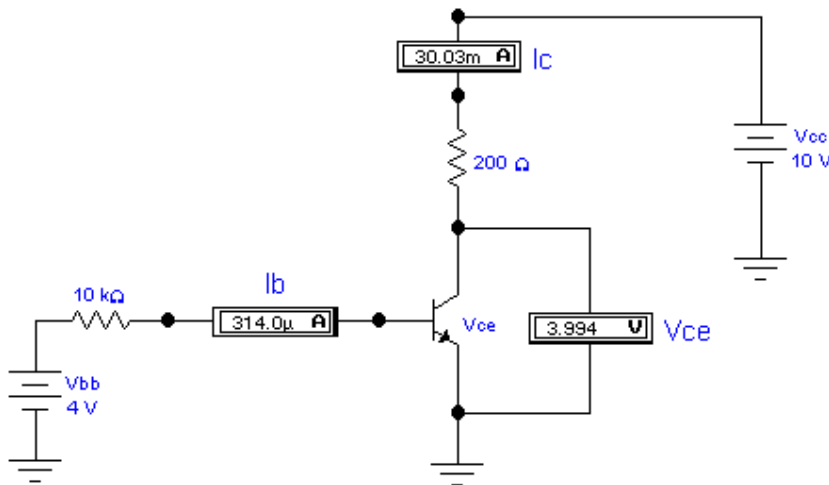 30.03m A
Ic
Vcc
10 V
200 Ω
Ib
10 kΩ
314.0µ A
Vce
3.994 V
Vce
Vbb
4 V